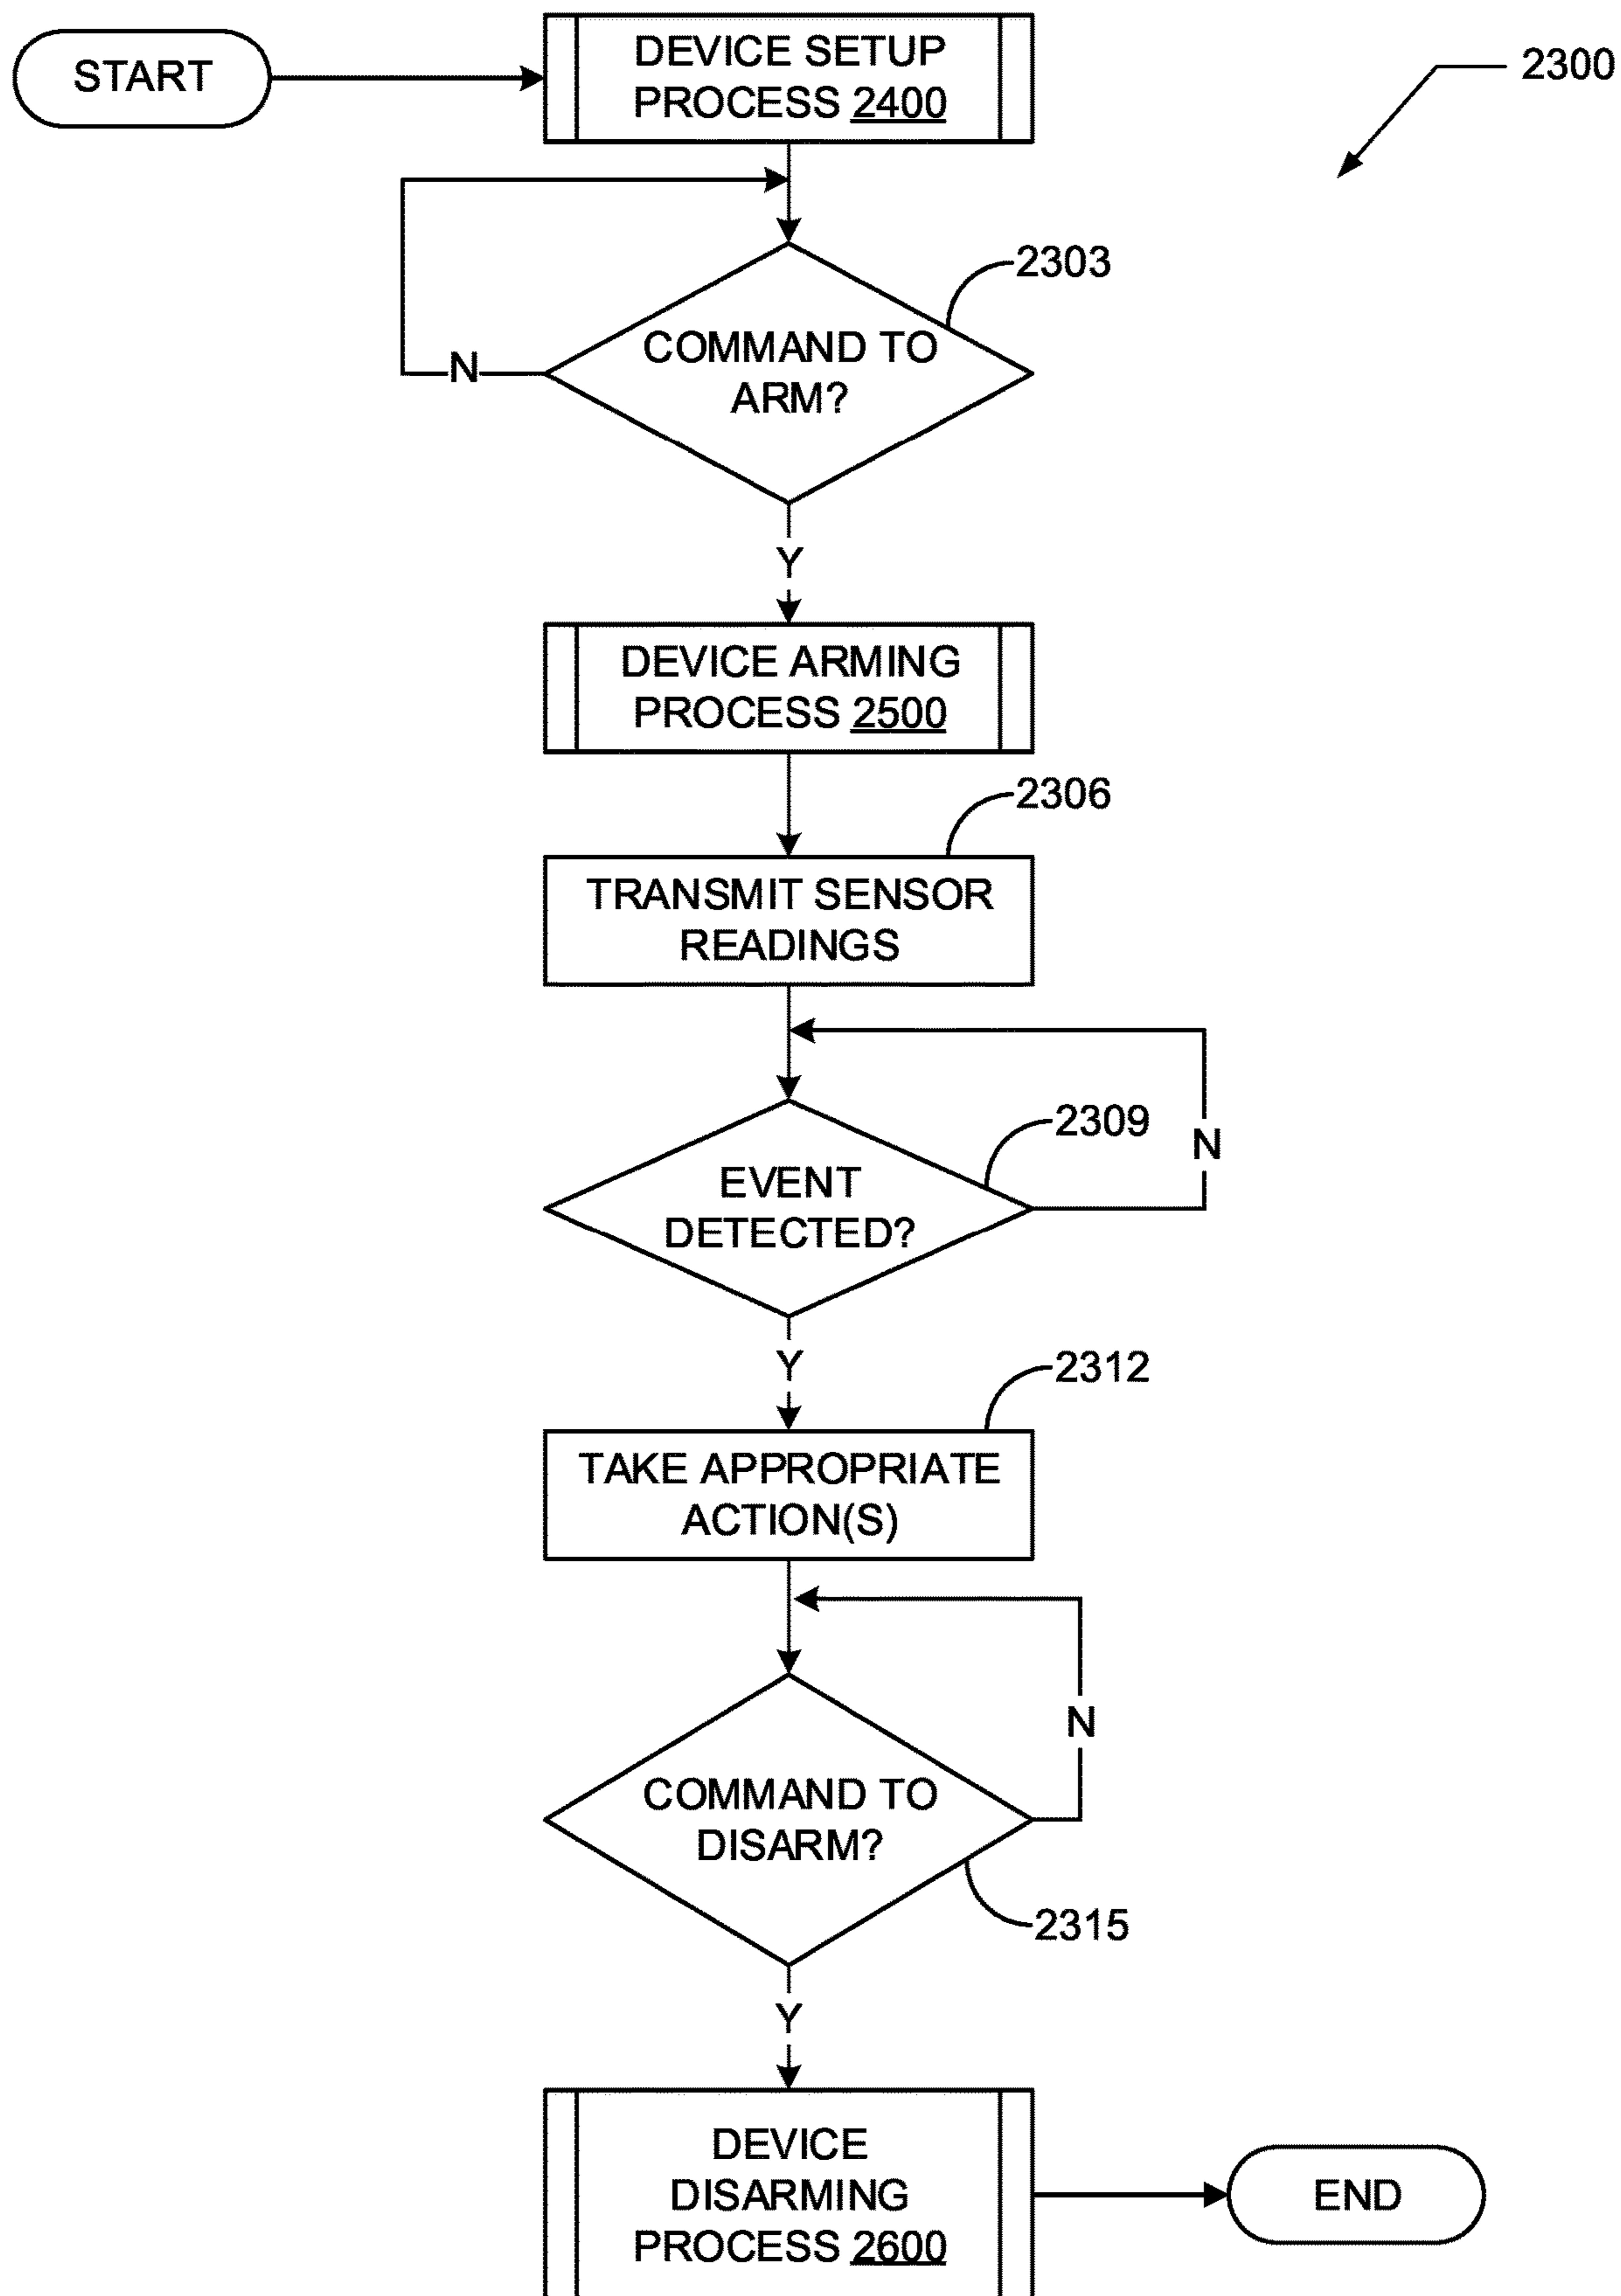 START
DEVICE SETUP
PROCESS 2400
2300
2303
COMMAND TO
ARM?
N
Y
DEVICE ARMING
PROCESS 2500
2306
TRANSMIT SENSOR
READINGS
2309
N
EVENT
DETECTED?
Y
2312
TAKE APPROPRIATE
ACTION(S)
N
COMMAND TO
DISARM?
2315
Y
DEVICE
DISARMING
PROCESS 2600
END